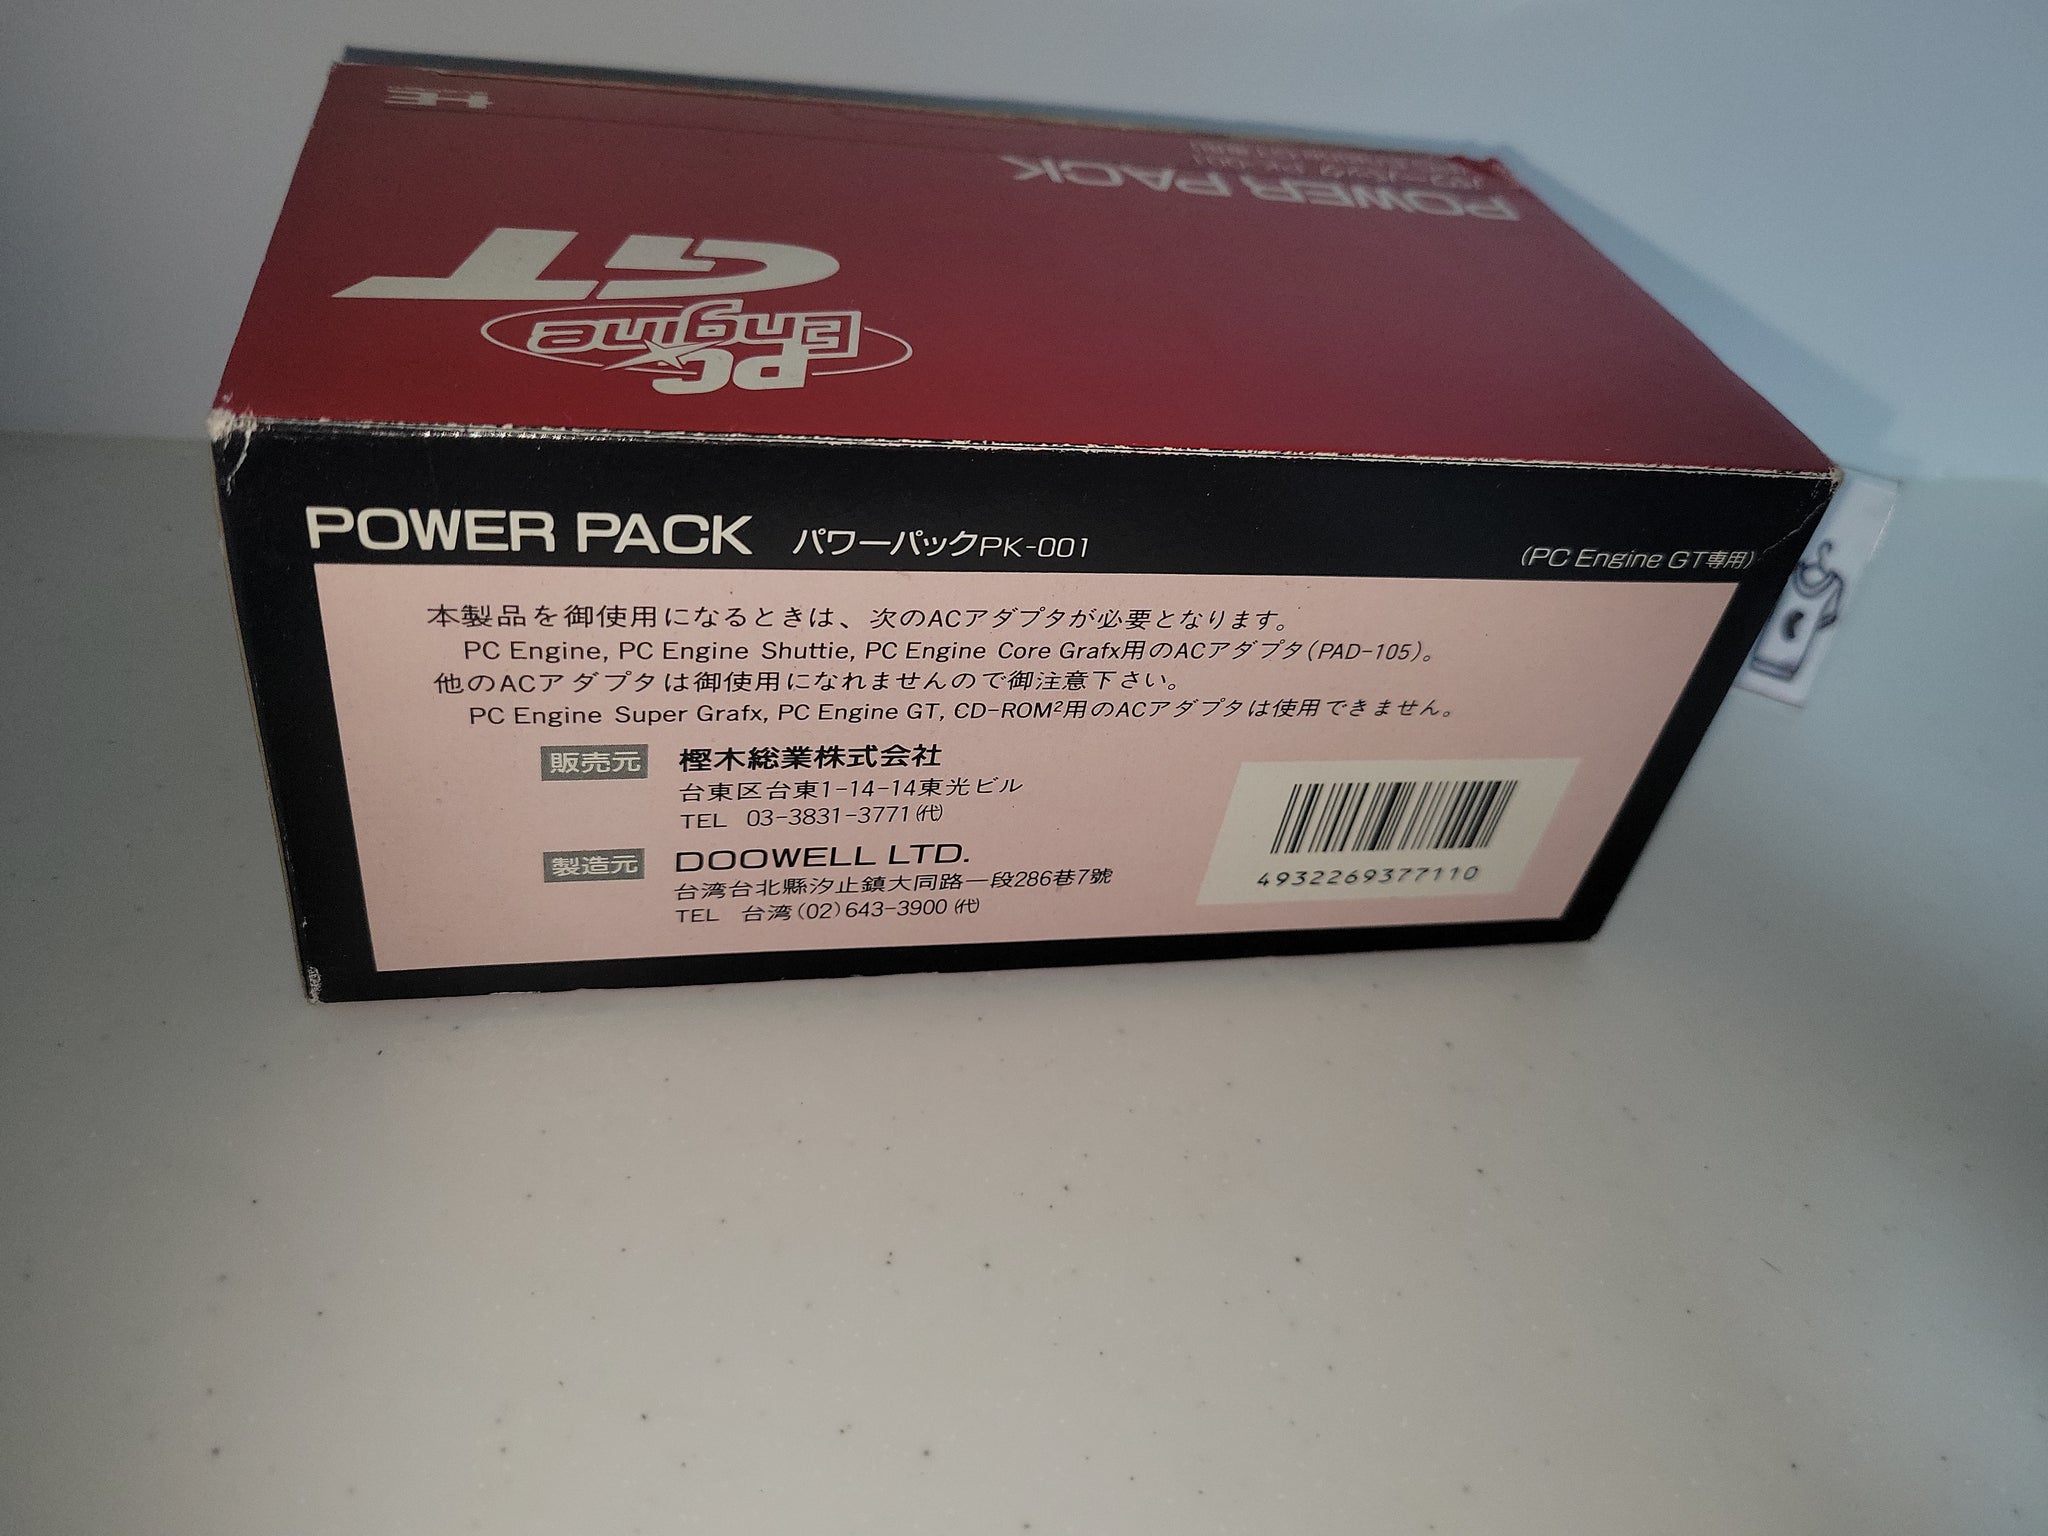 POWER PACK
PC Engine
GT
HE
POWER PACK パワーパックPK-001 (PC Engine GT専用)
本製品を御使用になるときは、次のACアダプタが必要となります。
PC Engine, PC Engine Shuttie, PC Engine Core Grafx用のACアダプタ(PAD-105)。
他のACアダプタは御使用になれませんので御注意下さい。
PC Engine Super Grafx, PC Engine GT, CD-ROM²用のACアダプタは使用できません。
販売元 樫木総業株式会社
台東区台東1-14-14東光ビル
TEL 03-3831-3771㈹
製造元 DOOWELL LTD.
台湾台北縣汐止鎮大同路一段286巷7號
TEL 台湾(02)643-3900㈹
4932269377110